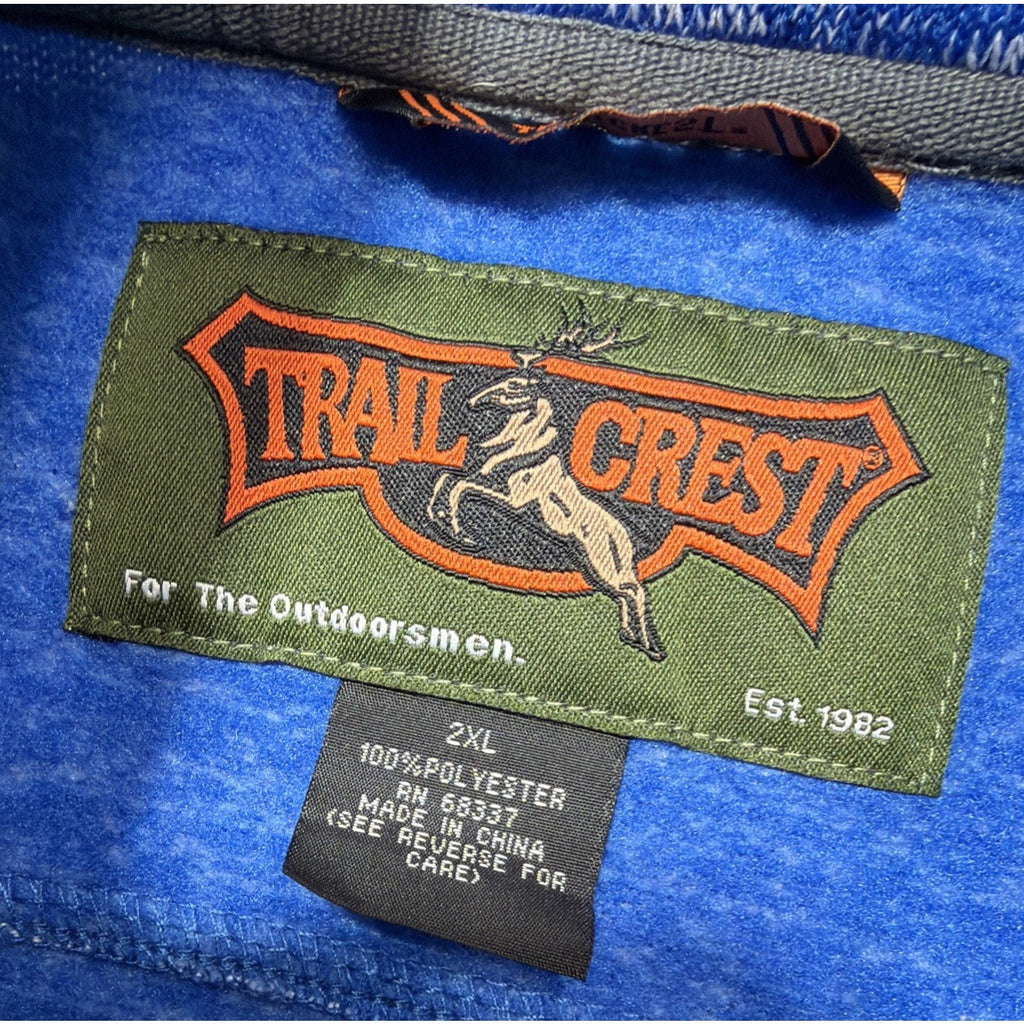 TRAIL CREST®
For The Outdoorsmen.
Est. 1982
2XL
100%POLYESTER
RN 68337
MADE IN CHINA
(SEE REVERSE FOR
CARE)